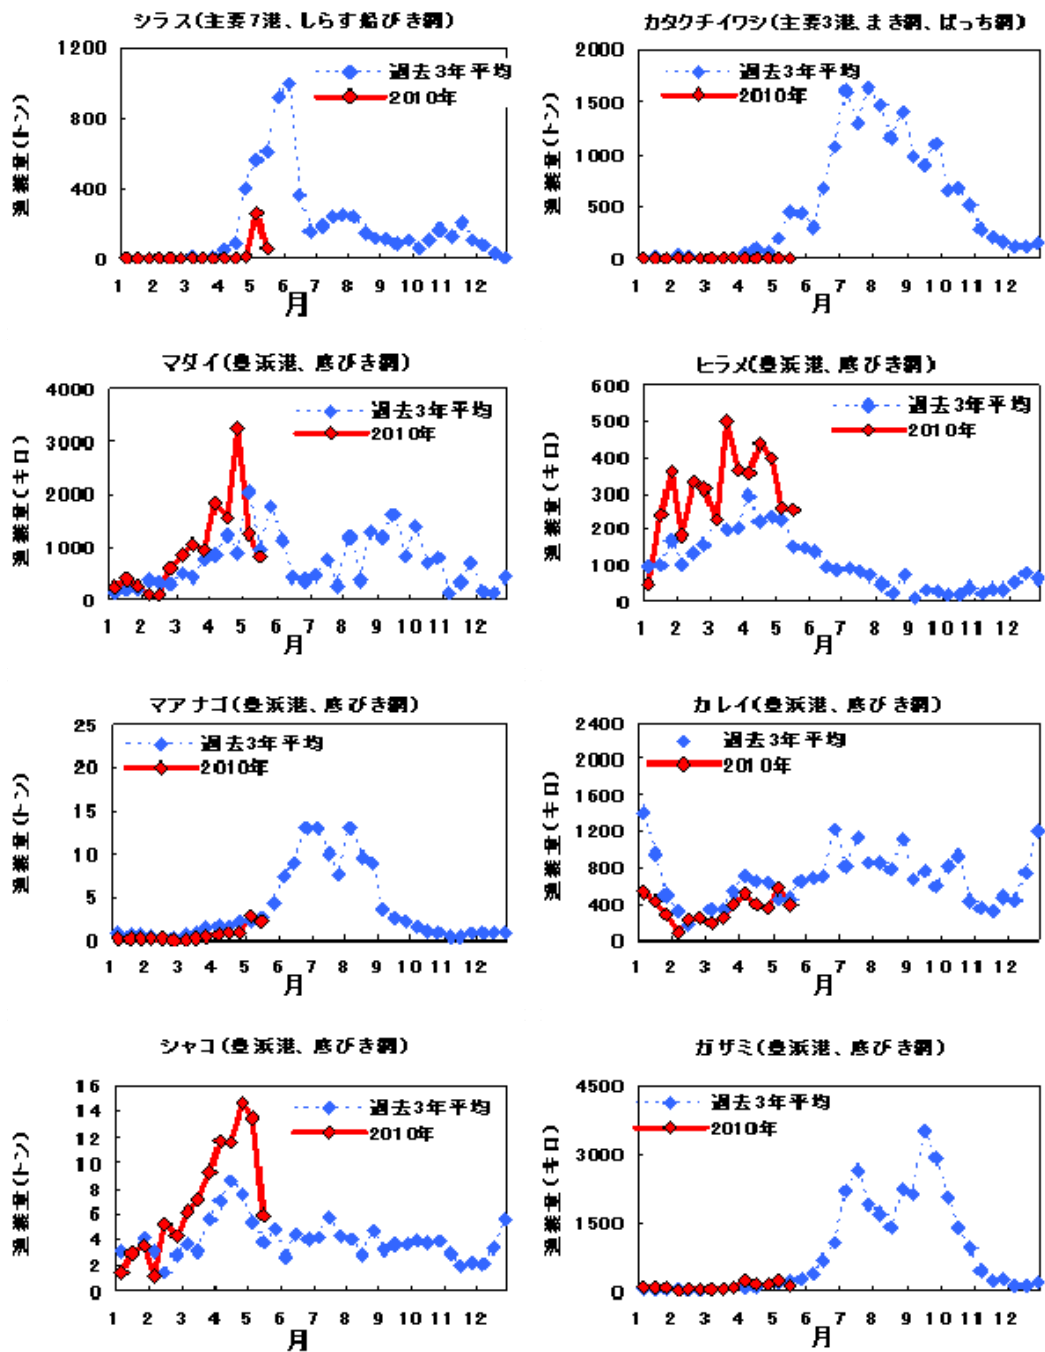 シラス(主要7港、しらす船びき網)
1200
800
400
0
漁獲量(トン)
過去3年平均
2010年
1 2 3 4 5 6 7 8 9 10 11 12
月
カタクチイワシ(主要3港、まき網、ぱっち網)
2000
1500
1000
500
0
漁獲量(トン)
過去3年平均
2010年
1 2 3 4 5 6 7 8 9 10 11 12
月
マダイ(豊浜港、底びき網)
4000
3000
2000
1000
0
漁獲量(キロ)
過去3年平均
2010年
1 2 3 4 5 6 7 8 9 10 11 12
月
ヒラメ(豊浜港、底びき網)
600
500
400
300
200
100
0
漁獲量(キロ)
過去3年平均
2010年
1 2 3 4 5 6 7 8 9 10 11 12
月
マアナゴ(豊浜港、底びき網)
25
20
15
10
5
0
漁獲量(トン)
過去3年平均
2010年
1 2 3 4 5 6 7 8 9 10 11 12
月
カレイ(豊浜港、底びき網)
2400
2000
1600
1200
800
400
0
漁獲量(キロ)
過去3年平均
2010年
1 2 3 4 5 6 7 8 9 10 11 12
月
シャコ(豊浜港、底びき網)
16
14
12
10
8
6
4
2
0
漁獲量(トン)
過去3年平均
2010年
1 2 3 4 5 6 7 8 9 10 11 12
月
ガザミ(豊浜港、底びき網)
4500
3000
1500
0
漁獲量(キロ)
過去3年平均
2010年
1 2 3 4 5 6 7 8 9 10 11 12
月